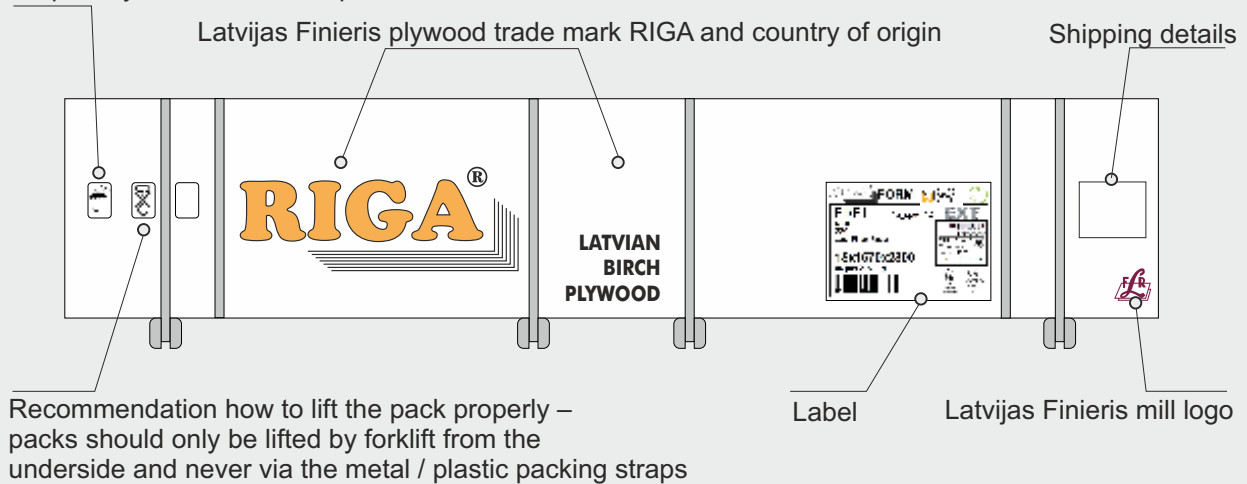 Latvijas Finieris plywood trade mark RIGA and country of origin
Shipping details
RIGA®
LATVIAN
BIRCH
PLYWOOD
FORM
EXT
Label
Latvijas Finieris mill logo
Recommendation how to lift the pack properly –
packs should only be lifted by forklift from the
underside and never via the metal / plastic packing straps